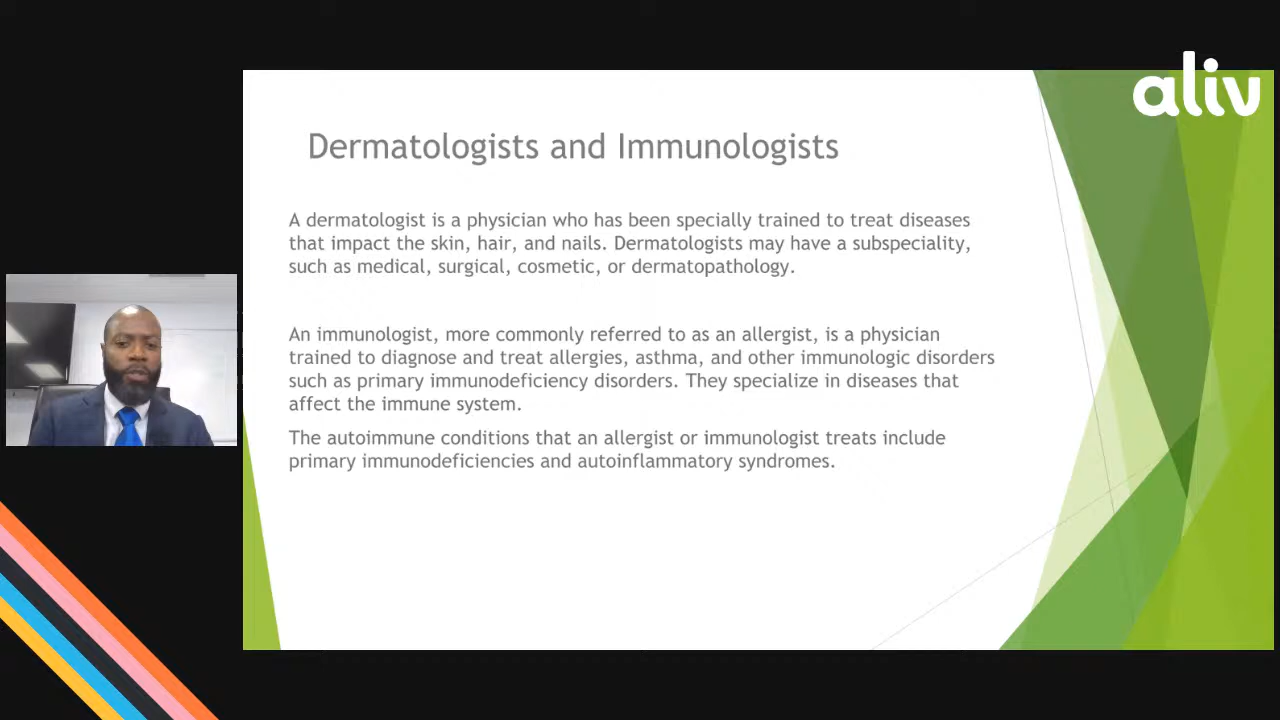 aliv
Dermatologists and Immunologists
A dermatologist is a physician who has been specially trained to treat diseases
that impact the skin, hair, and nails. Dermatologists may have a subspeciality,
such as medical, surgical, cosmetic, or dermatopathology.
An immunologist, more commonly referred to as an allergist, is a physician
trained to diagnose and treat allergies, asthma, and other immunologic disorders
such as primary immunodeficiency disorders. They specialize in diseases that
affect the immune system.
The autoimmune conditions that an allergist or immunologist treats include
primary immunodeficiencies and autoinflammatory syndromes.